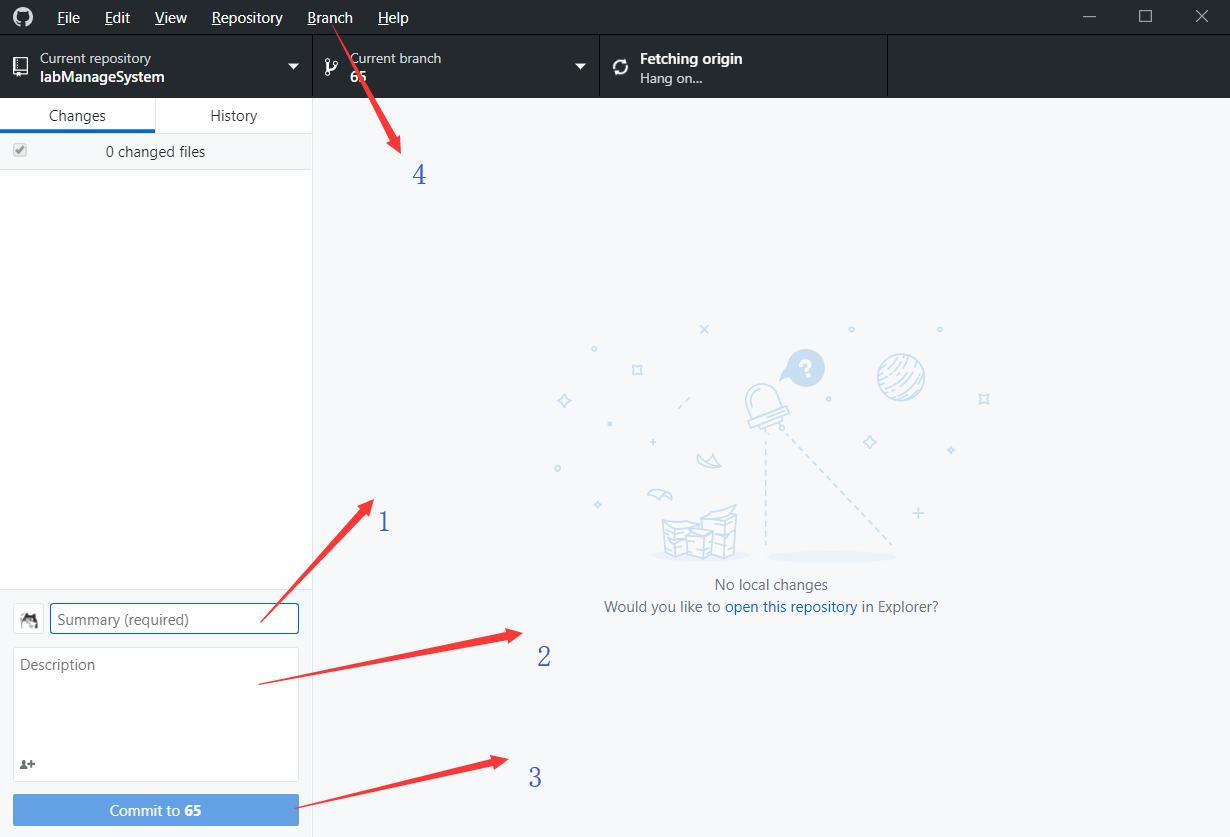 File Edit View Repository Branch Help
Current repository
labManageSystem
Current branch
65
Fetching origin
Hang on...
Changes History
0 changed files
4
?
1
No local changes
Would you like to open this repository in Explorer?
Summary (required)
2
Description
3
Commit to 65